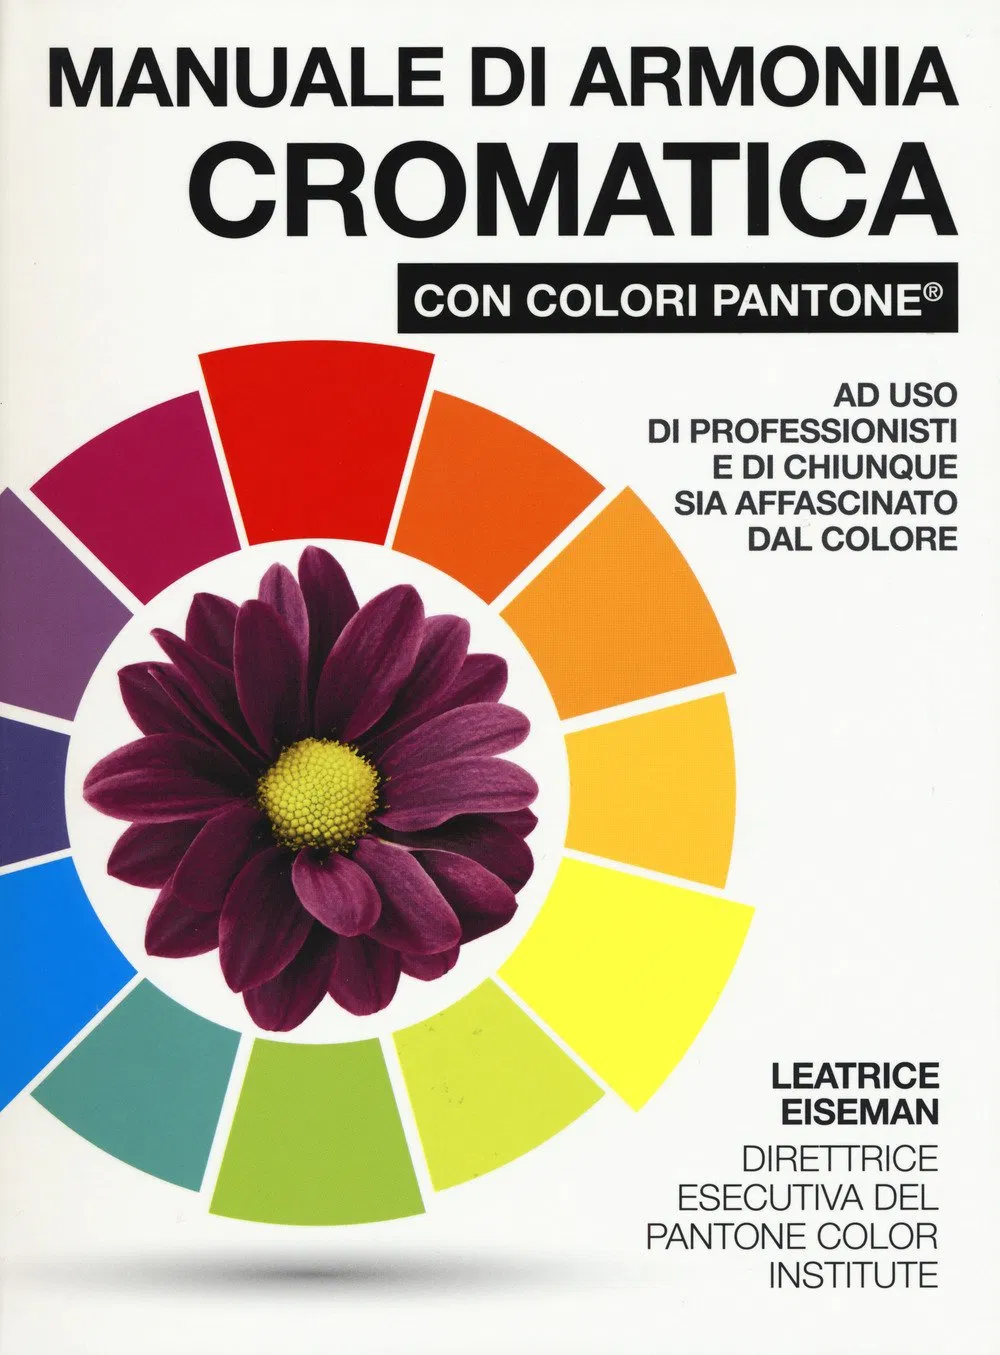 MANUALE DI ARMONIA
CROMATICA
CON COLORI PANTONE®
AD USO
DI PROFESSIONISTI
E DI CHIUNQUE
SIA AFFASCINATO
DAL COLORE
LEATRICE
EISEMAN
DIRETTRICE
ESECUTIVA DEL
PANTONE COLOR
INSTITUTE